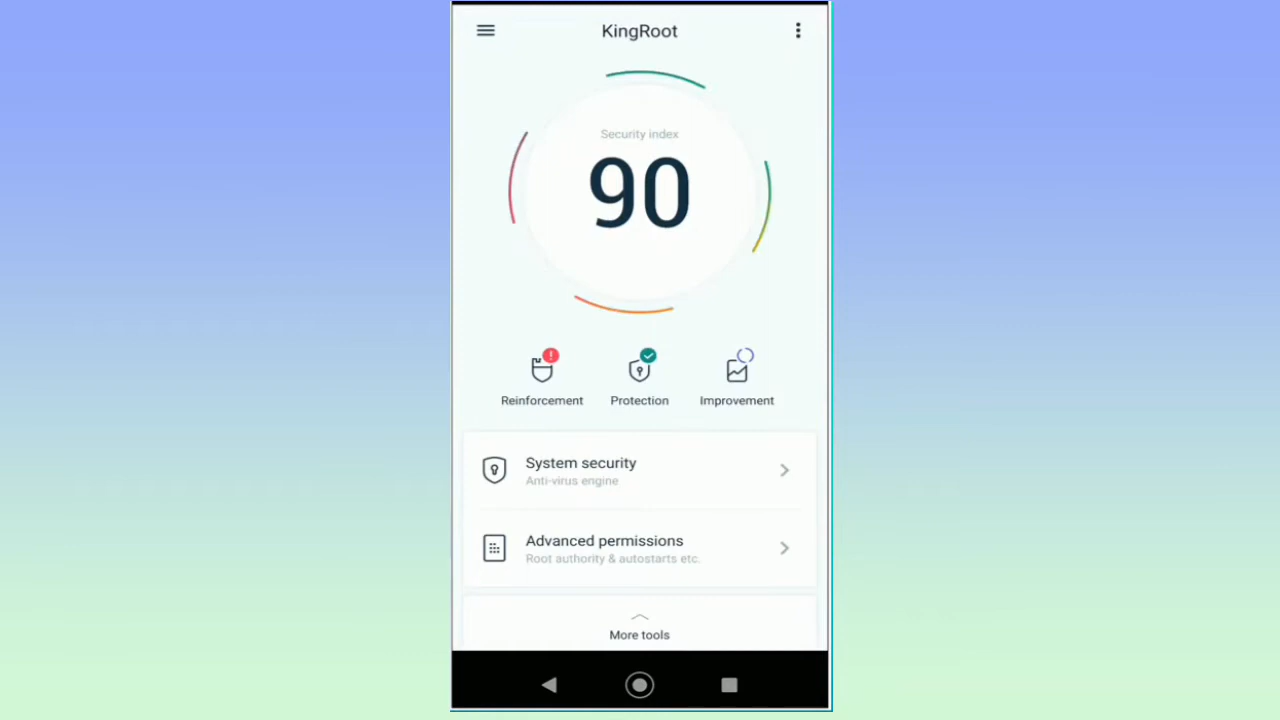 KingRoot
Security index
90
Reinforcement
Protection
Improvement
System security
Anti-virus engine
Advanced permissions
Root authority & autostarts etc.
More tools